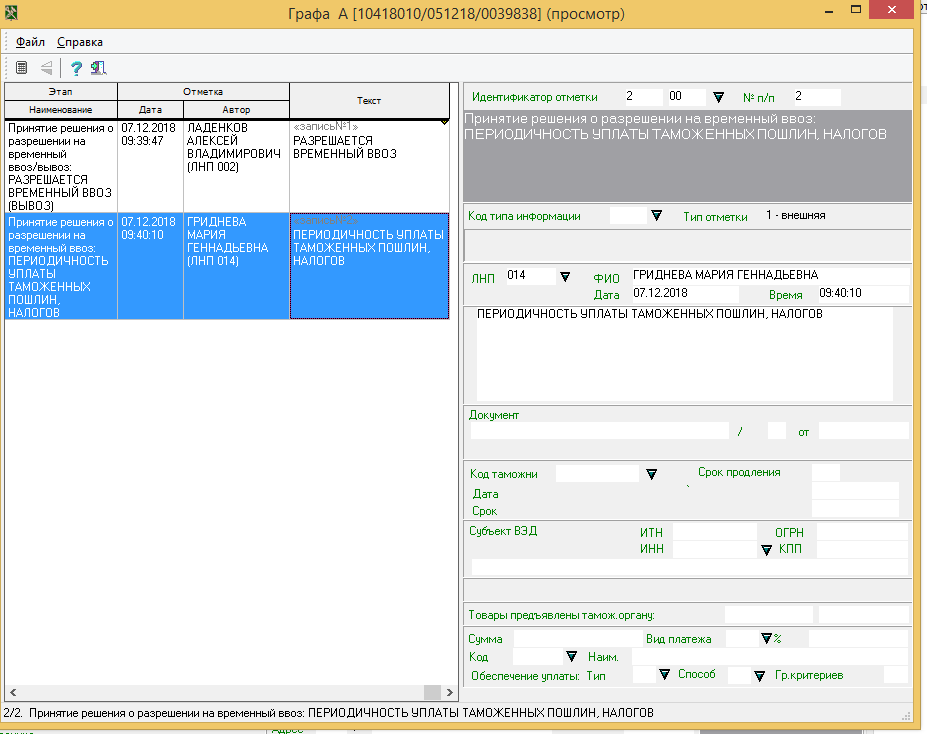 Графа А [10418010/051218/0039838] (просмотр)
Файл Справка
Этап Отметка Текст
Наименование Дата Автор
Принятие решения о
разрешении на
временный
ввоз/вывоз:
РАЗРЕШАЕТСЯ
ВРЕМЕННЫЙ ВВОЗ
(ВЫВОЗ)
07.12.2018
09:39:47
ЛАДЕНКОВ
АЛЕКСЕЙ
ВЛАДИМИРОВИЧ
(ЛНП 002)
«запись№1»
РАЗРЕШАЕТСЯ
ВРЕМЕННЫЙ ВВОЗ
Принятие решения о
разрешении на
временный ввоз:
ПЕРИОДИЧНОСТЬ
УПЛАТЫ
ТАМОЖЕННЫХ
ПОШЛИН,
НАЛОГОВ
07.12.2018
09:40:10
ГРИДНЕВА
МАРИЯ
ГЕННАДЬЕВНА
(ЛНП 014)
ПЕРИОДИЧНОСТЬ УПЛАТЫ
ТАМОЖЕННЫХ ПОШЛИН,
НАЛОГОВ
Идентификатор отметки 2 00 № п/п 2
Принятие решения о разрешении на временный ввоз:
ПЕРИОДИЧНОСТЬ УПЛАТЫ ТАМОЖЕННЫХ ПОШЛИН, НАЛОГОВ
Код типа информации Тип отметки 1 - внешняя
ЛНП 014 ФИО ГРИДНЕВА МАРИЯ ГЕННАДЬЕВНА
Дата 07.12.2018 Время 09:40:10
ПЕРИОДИЧНОСТЬ УПЛАТЫ ТАМОЖЕННЫХ ПОШЛИН, НАЛОГОВ
Документ
/ от
Код таможни Срок продления
Дата
Срок
Субъект ВЭД ИТН ОГРН
ИНН КПП
Товары предъявлены тамож.органу:
Сумма Вид платежа %
Код Наим.
Обеспечение уплаты: Тип Способ Гр.критериев
2/2. Принятие решения о разрешении на временный ввоз: ПЕРИОДИЧНОСТЬ УПЛАТЫ ТАМОЖЕННЫХ ПОШЛИН, НАЛОГОВ